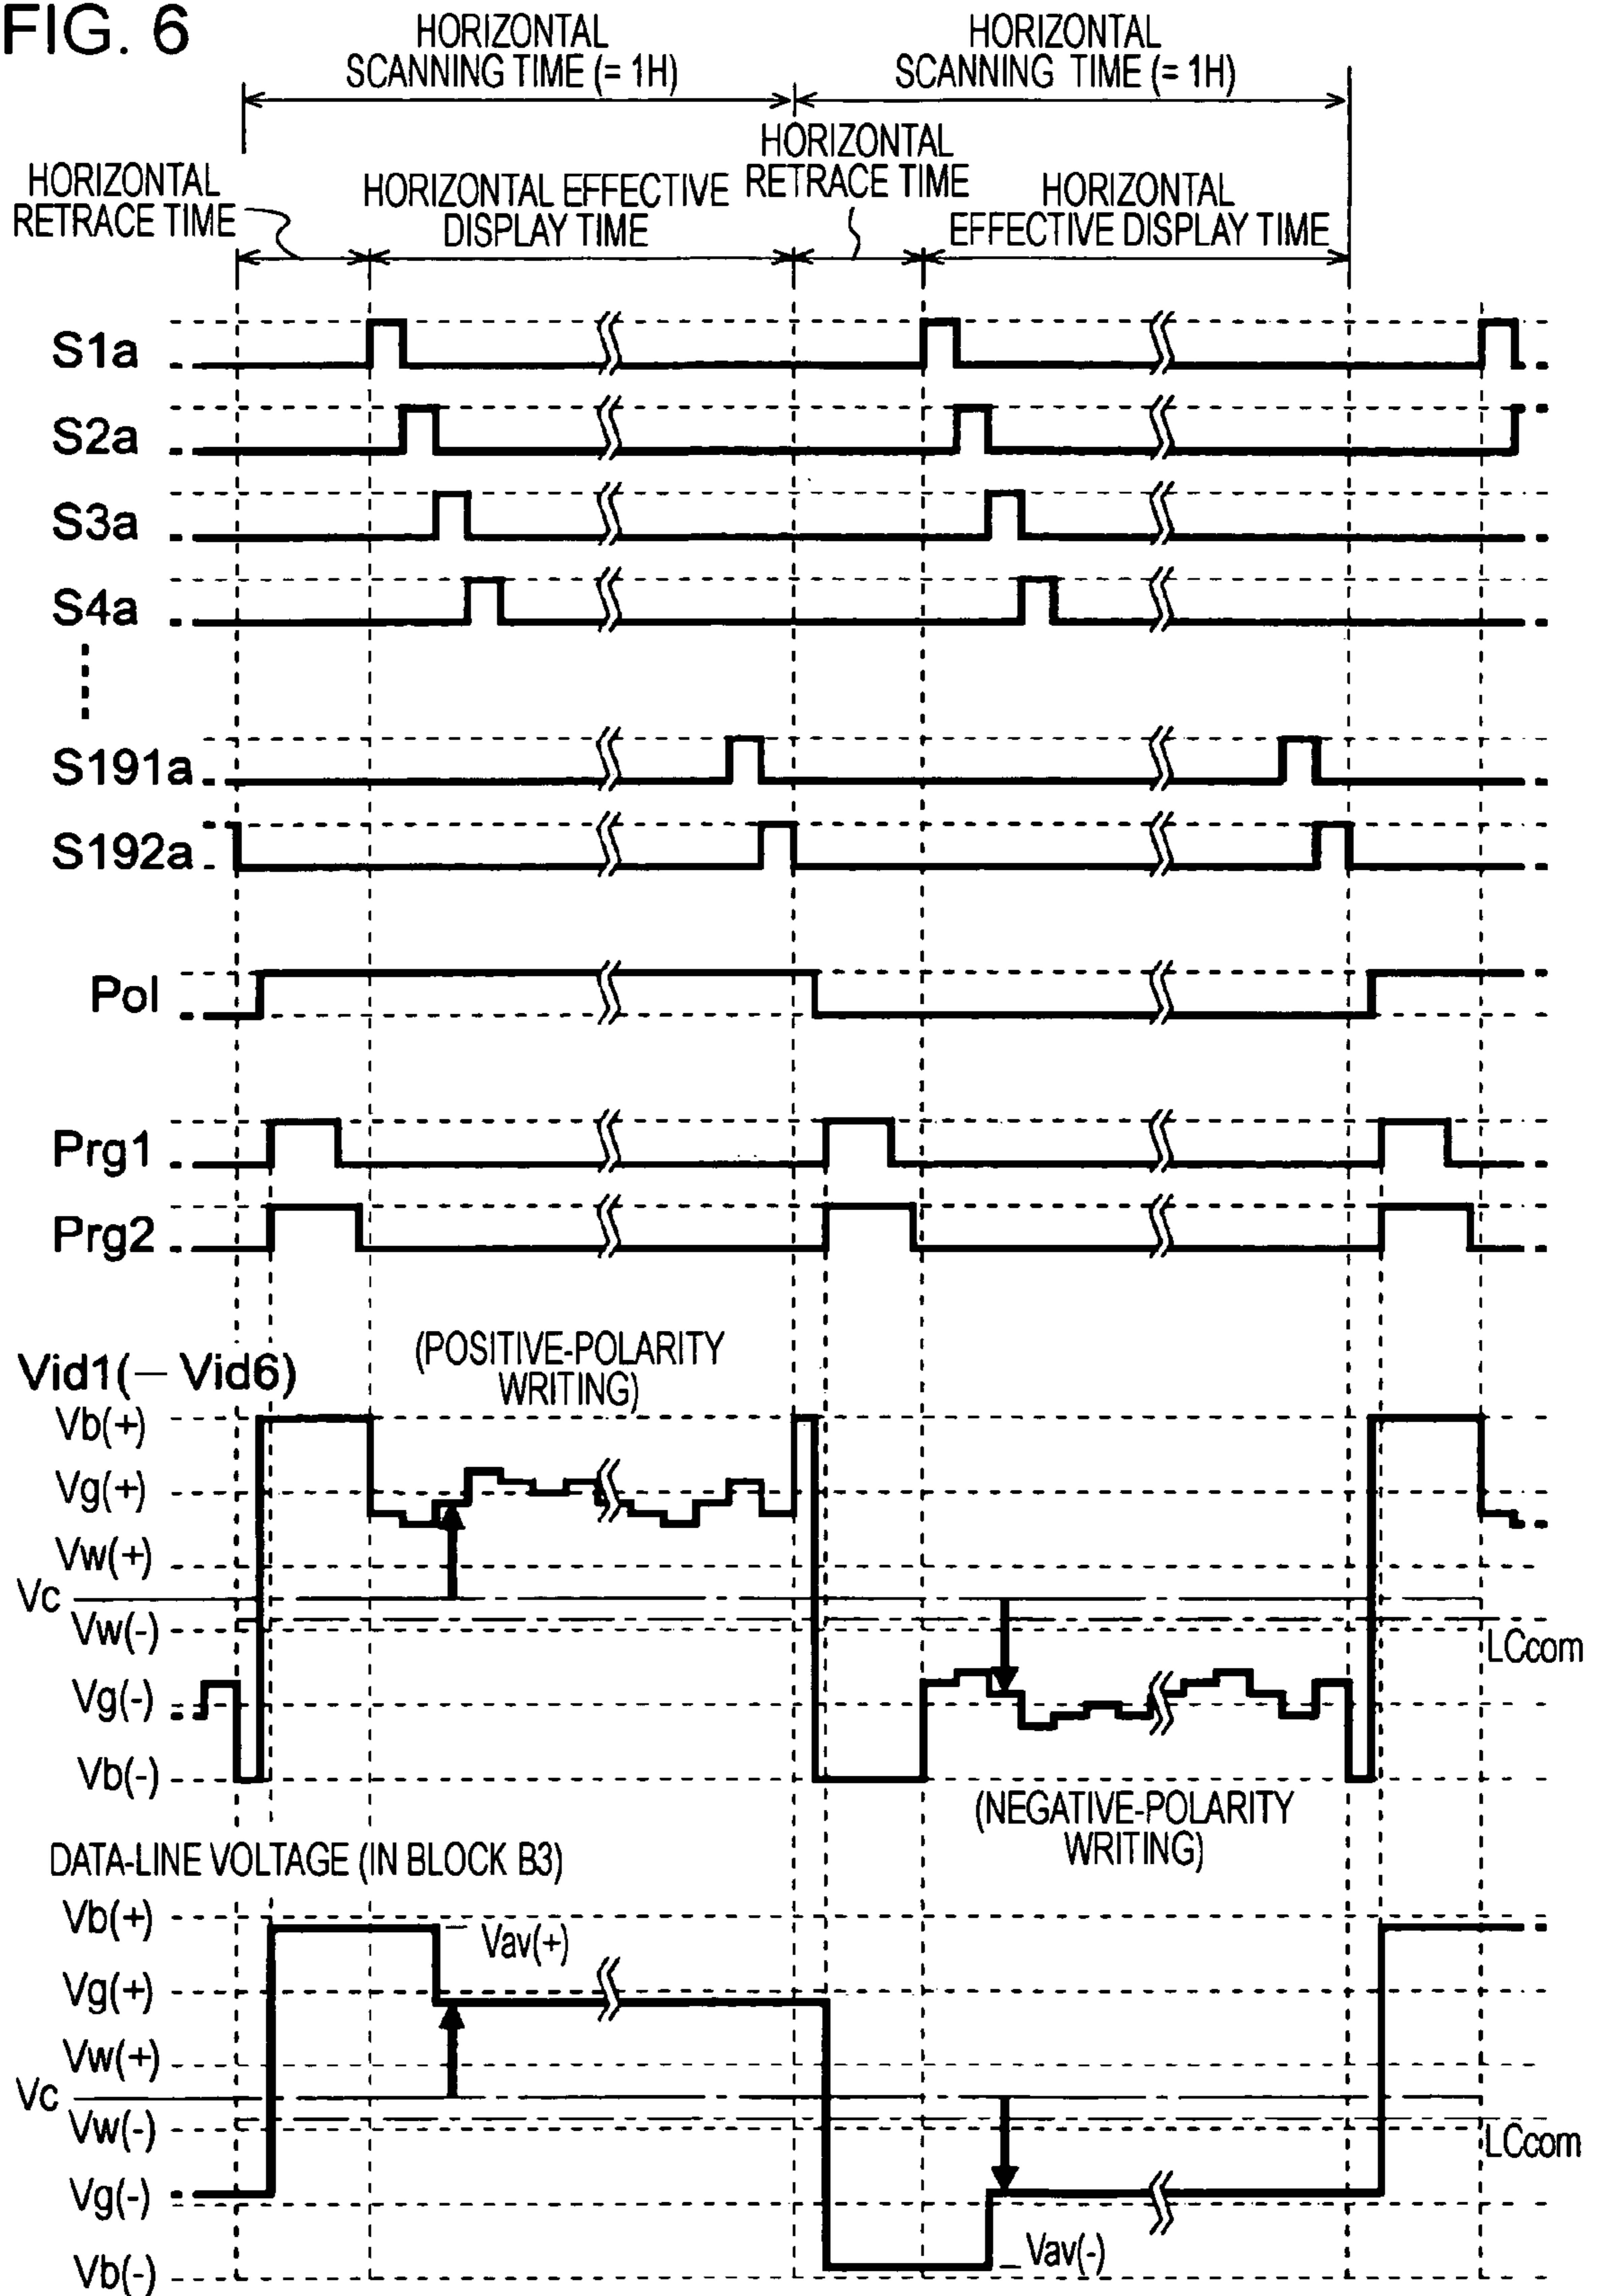 FIG. 6
HORIZONTAL
SCANNING TIME (= 1H)
HORIZONTAL
SCANNING TIME (= 1H)
HORIZONTAL
RETRACE TIME
HORIZONTAL EFFECTIVE
DISPLAY TIME
HORIZONTAL
RETRACE TIME
HORIZONTAL
EFFECTIVE DISPLAY TIME
S1a
S2a
S3a
S4a
S191a
S192a
Pol
Prg1
Prg2
Vid1(– Vid6)
(POSITIVE-POLARITY
WRITING)
Vb(+)
Vg(+)
Vw(+)
Vc
Vw(-)
LCcom
Vg(-)
Vb(-)
(NEGATIVE-POLARITY
WRITING)
DATA-LINE VOLTAGE (IN BLOCK B3)
Vb(+)
Vav(+)
Vg(+)
Vw(+)
Vc
Vw(-)
LCcom
Vg(-)
Vav(-)
Vb(-)